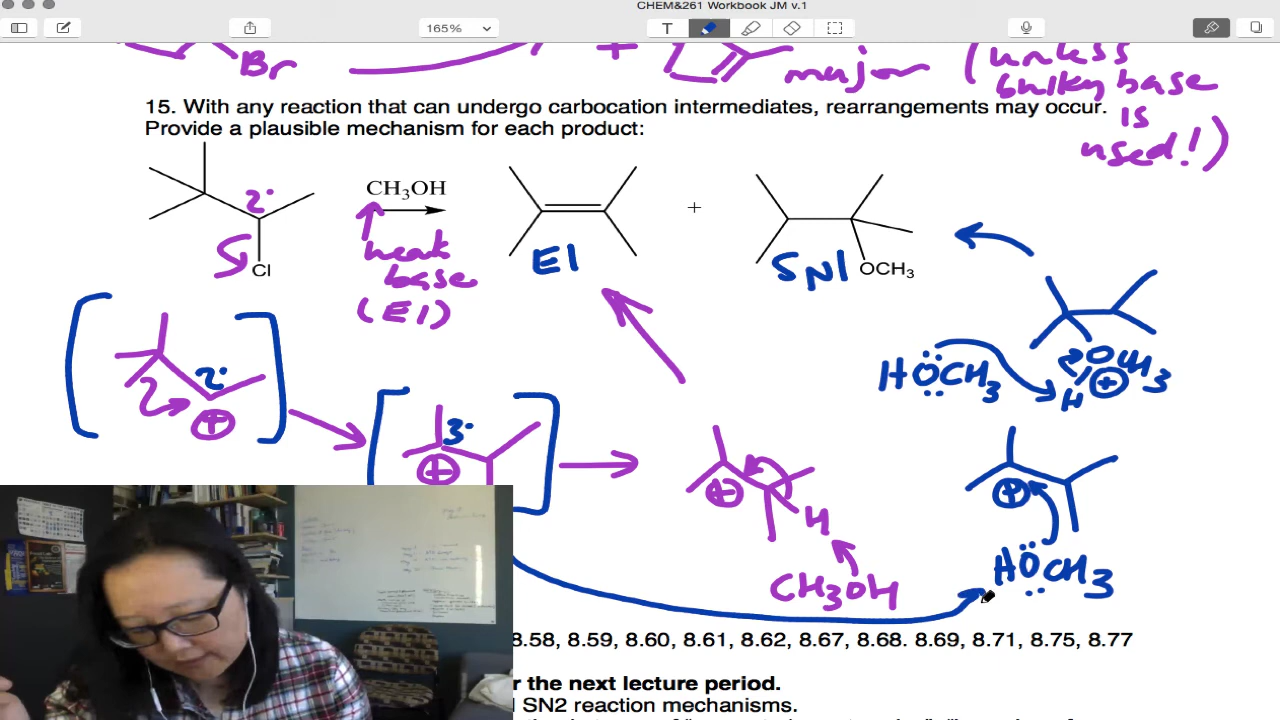 CHEM&261 Workbook JM v.1
165%
T
Br
+
major
(unless
bulky base
is
used!)
15. With any reaction that can undergo carbocation intermediates, rearrangements may occur.
Provide a plausible mechanism for each product:
2°
Cl
CH3OH
weak
base
(E1)
E1
+
SN1
OCH3
2°
+
3°
+
+
H
CH3OH
HÖCH3
OCH3
+
H
+
HÖCH3
8.58, 8.59, 8.60, 8.61, 8.62, 8.67, 8.68. 8.69, 8.71, 8.75, 8.77
r the next lecture period.
SN2 reaction mechanisms.